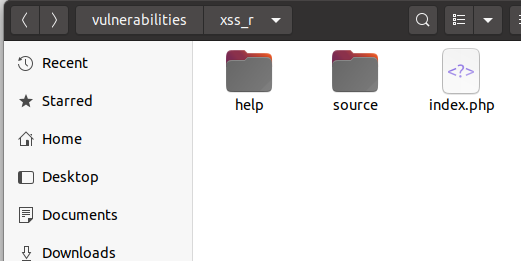 vulnerabilities xss_r
Recent
Starred
Home
Desktop
Documents
Downloads
help source <?> index.php